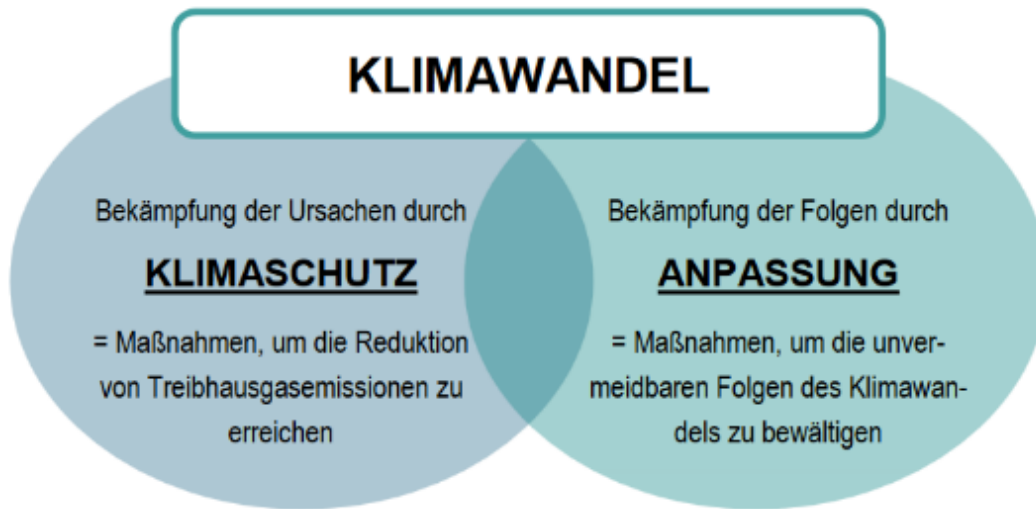 KLIMAWANDEL
Bekämpfung der Ursachen durch
KLIMASCHUTZ
= Maßnahmen, um die Reduktion
von Treibhausgasemissionen zu
erreichen
Bekämpfung der Folgen durch
ANPASSUNG
= Maßnahmen, um die unver-
meidbaren Folgen des Klimawan-
dels zu bewältigen